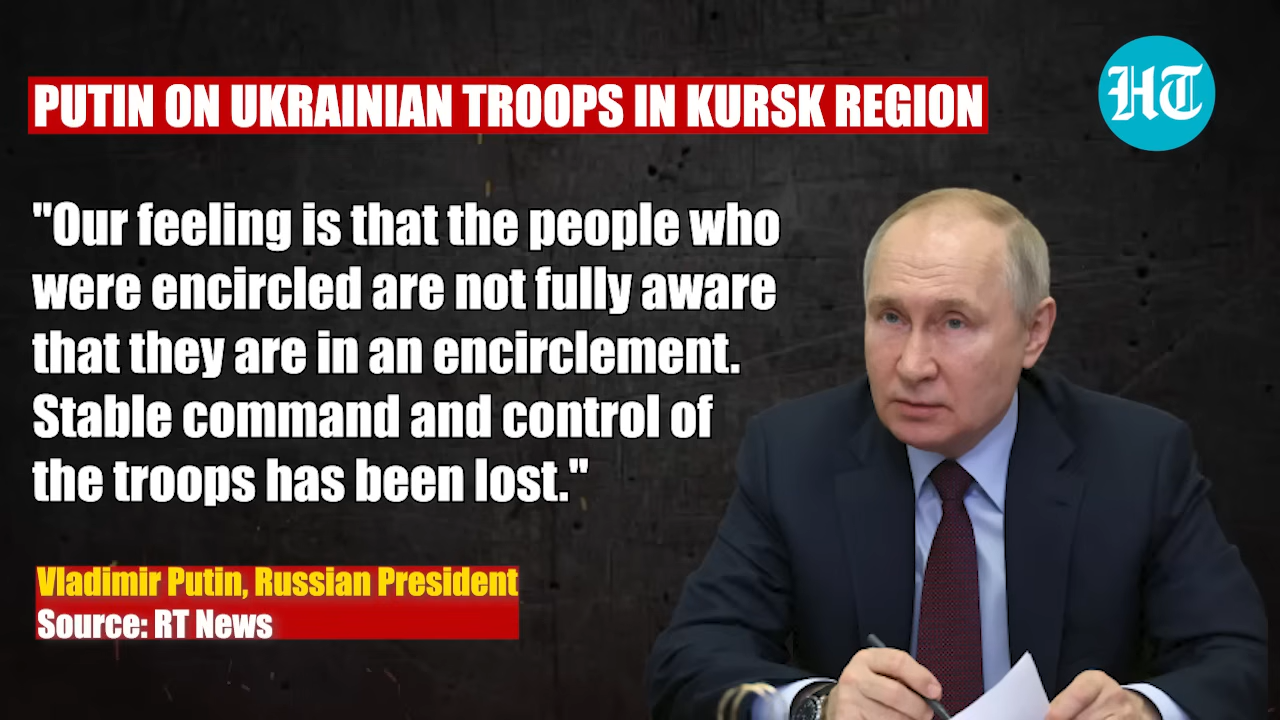 PUTIN ON UKRAINIAN TROOPS IN KURSK REGION
HT
"Our feeling is that the people who
were encircled are not fully aware
that they are in an encirclement.
Stable command and control of
the troops has been lost."
Vladimir Putin, Russian President
Source: RT News